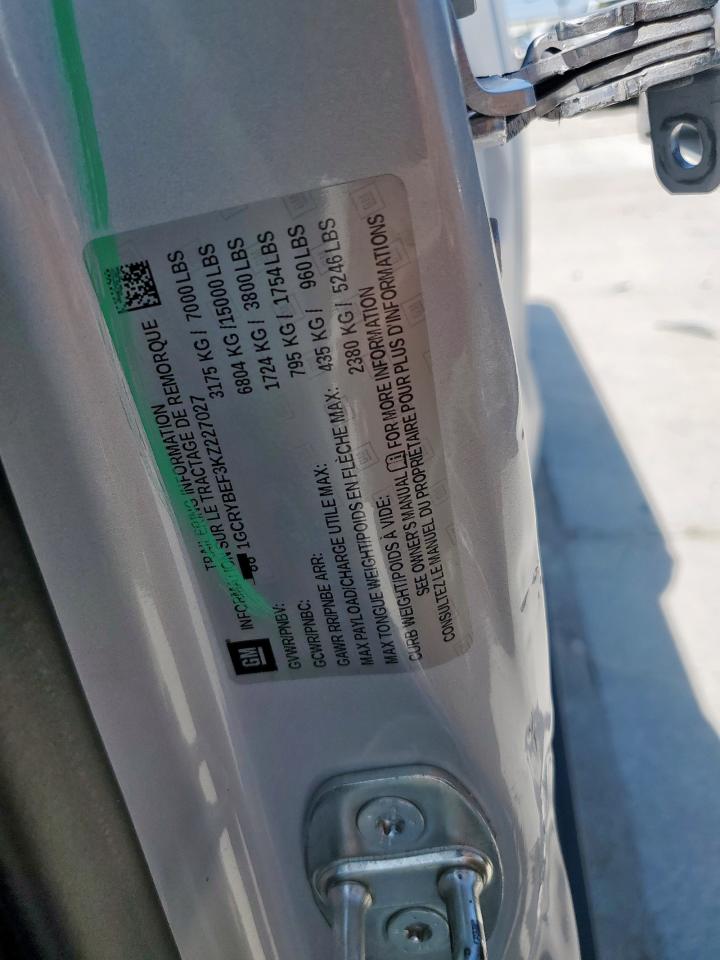 GM
TRAILERING INFORMATION
INFORMATION SUR LE TRACTAGE DE REMORQUE
1GCRYBEF3KZ227027
GVWR/PNBV: 3175 KG / 7000 LBS
GCWR/PNBC: 6804 KG /15000 LBS
GAWR RR/PNBE ARR: 1724 KG / 3800 LBS
MAX PAYLOAD/CHARGE UTILE MAX: 795 KG / 1754 LBS
MAX TONGUE WEIGHT/POIDS EN FLÈCHE MAX: 435 KG / 960 LBS
CURB WEIGHT/POIDS À VIDE: 2380 KG / 5246 LBS
SEE OWNER'S MANUAL FOR MORE INFORMATION
CONSULTEZ LE MANUEL DU PROPRIÉTAIRE POUR PLUS D'INFORMATIONS